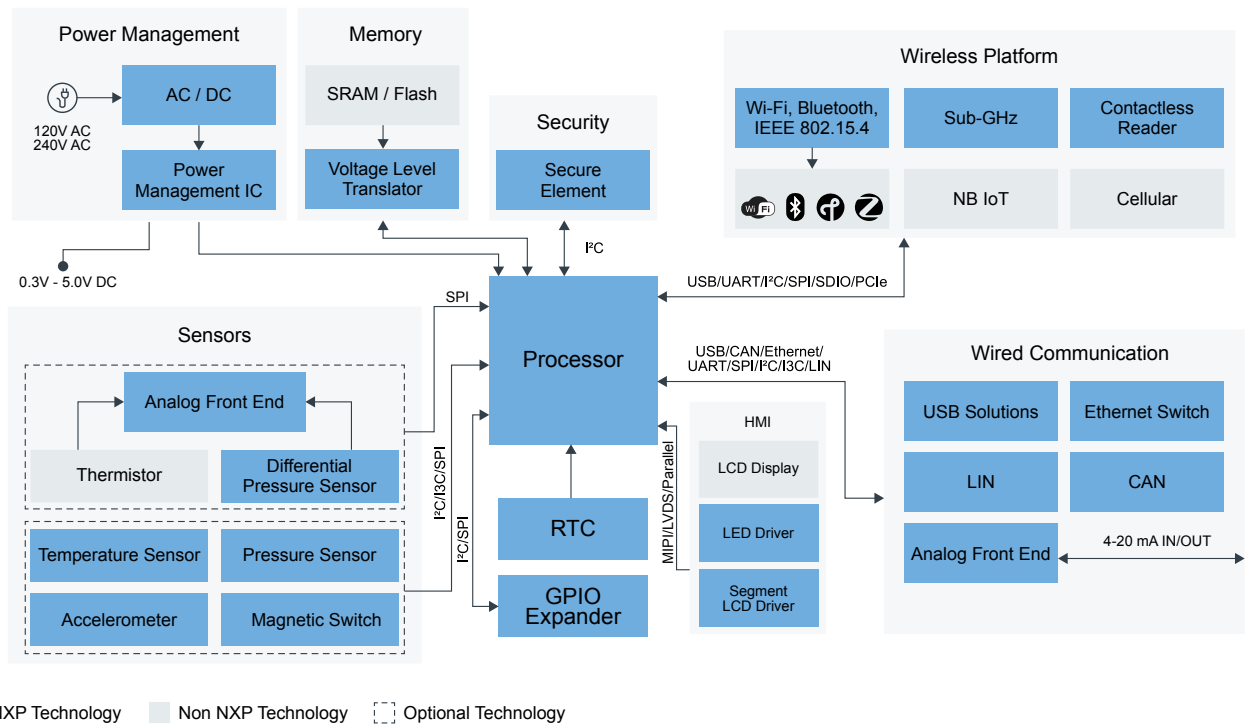 Power Management
AC / DC
120V AC
240V AC
Power
Management IC
0.3V - 5.0V DC
Memory
SRAM / Flash
Voltage Level
Translator
Security
Secure
Element
I²C
Wireless Platform
Wi-Fi, Bluetooth,
IEEE 802.15.4
Sub-GHz
Contactless
Reader
Wi Fi
NB IoT
Cellular
USB/UART/I²C/SPI/SDIO/PCIe
Sensors
SPI
Analog Front End
Thermistor
Differential
Pressure Sensor
Temperature Sensor
Pressure Sensor
Accelerometer
Magnetic Switch
I²C/I3C/SPI
I²C/SPI
Processor
RTC
GPIO
Expander
MIPI/LVDS/Parallel
HMI
LCD Display
LED Driver
Segment
LCD Driver
USB/CAN/Ethernet/
UART/SPI/I²C/I3C/LIN
Wired Communication
USB Solutions
Ethernet Switch
LIN
CAN
Analog Front End
4-20 mA IN/OUT
XP Technology
Non NXP Technology
Optional Technology